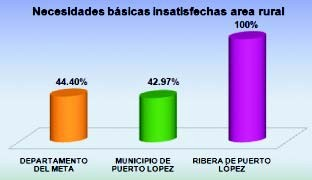 Necesidades básicas insatisfechas area rural
100%
44.40%
42.97%
DEPARTAMENTO
DEL META
MUNICIPIO DE
PUERTO LOPEZ
RIBERA DE PUERTO
LÓPEZ